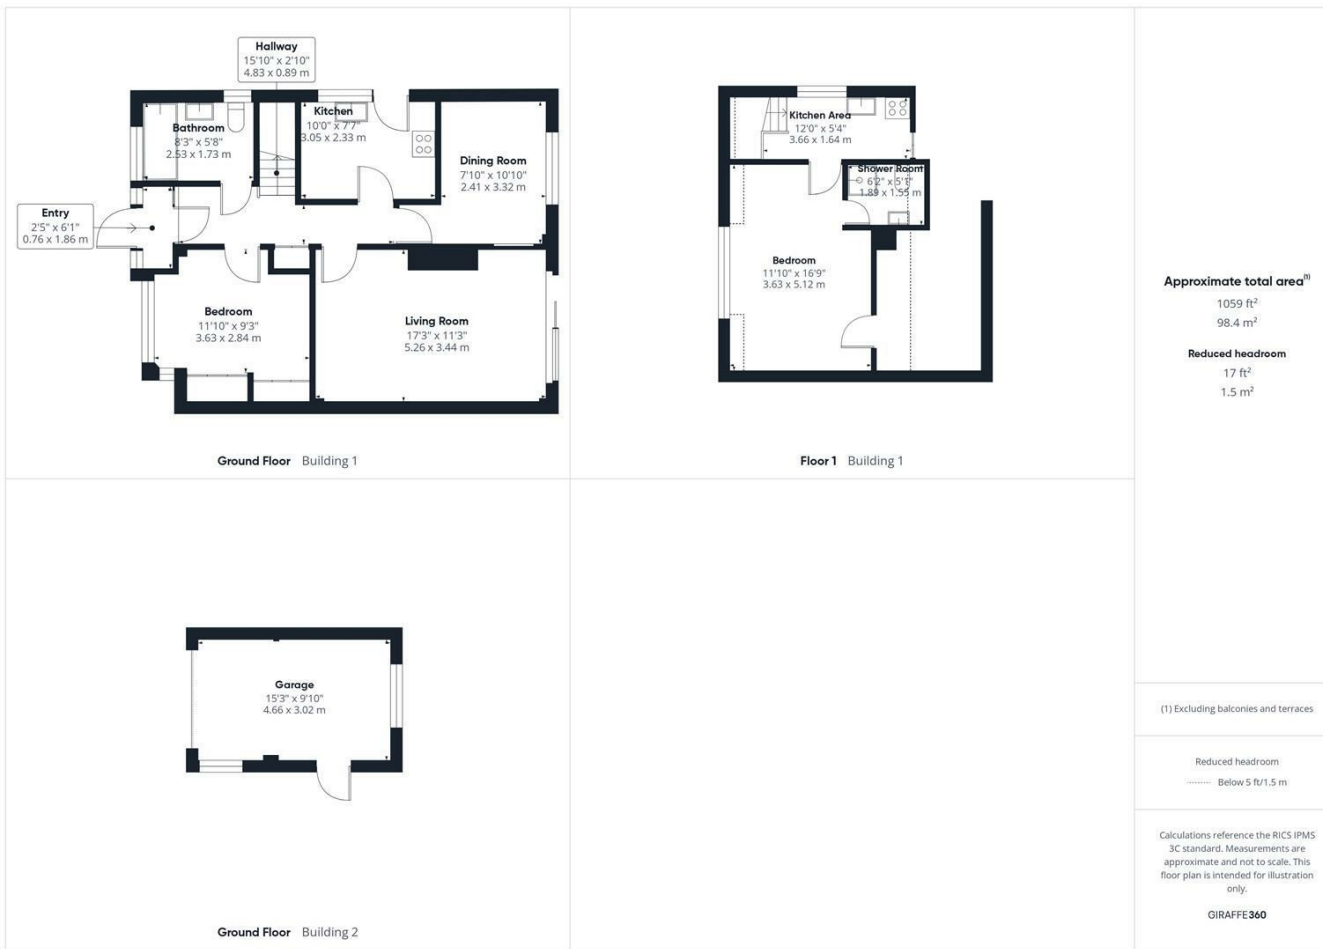 Hallway
15'10" x 2'10"
4.83 x 0.89 m
Bathroom
8'3" x 5'8"
2.53 x 1.73 m
Kitchen
10'0" x 7'7"
3.05 x 2.33 m
Dining Room
7'10" x 10'10"
2.41 x 3.32 m
Entry
2'5" x 6'1"
0.76 x 1.86 m
Bedroom
11'10" x 9'3"
3.63 x 2.84 m
Living Room
17'3" x 11'3"
5.26 x 3.44 m
Ground Floor Building 1
Kitchen Area
12'0" x 5'4"
3.66 x 1.64 m
Shower Room
6'2" x 5'1"
1.89 x 1.55 m
Bedroom
11'10" x 16'9"
3.63 x 5.12 m
Floor 1 Building 1
Garage
15'3" x 9'10"
4.66 x 3.02 m
Ground Floor Building 2
Approximate total area(1)
1059 ft²
98.4 m²
Reduced headroom
17 ft²
1.5 m²
(1) Excluding balconies and terraces
Reduced headroom
Below 5 ft/1.5 m
Calculations reference the RICS IPMS
3C standard. Measurements are
approximate and not to scale. This
floor plan is intended for illustration
only.
GIRAFFE360